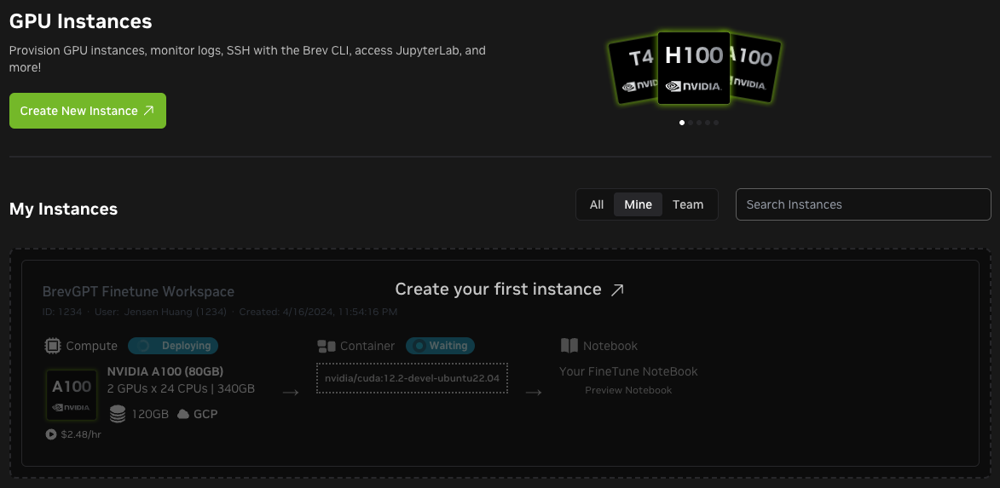 GPU Instances
Provision GPU instances, monitor logs, SSH with the Brev CLI, access JupyterLab, and
more!
Create New Instance
T4
NVIDIA
H100
NVIDIA
A100
NVIDIA
My Instances
All
Mine
Team
Search Instances
Create your first instance
BrevGPT Finetune Workspace
ID: 1234 · User: Jensen Huang (1234) · Created: 4/16/2024, 11:54:16 PM
Compute
Deploying
Container
Waiting
Notebook
A100
NVIDIA
NVIDIA A100 (80GB)
2 GPUs x 24 CPUs | 340GB
120GB
GCP
$2.48/hr
nvidia/cuda:12.2-devel-ubuntu22.04
Your FineTune NoteBook
Preview Notebook